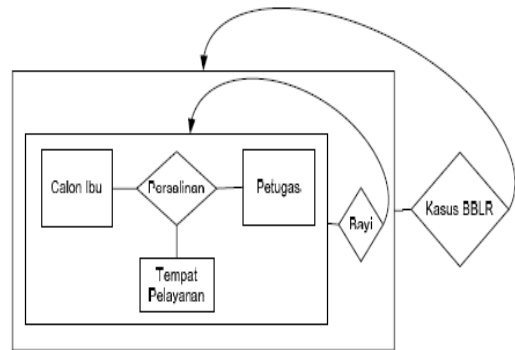 Calon Ibu
Persalinan
Petugas
Bayi
Kasus BBLR
Tempat
Pelayanan